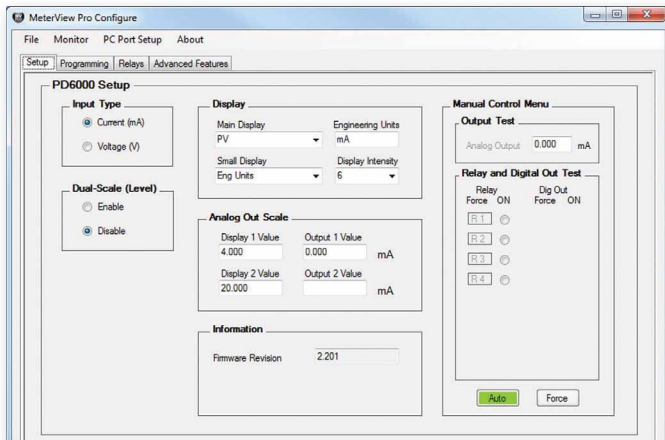 MeterView Pro Configure
File Monitor PC Port Setup About
Setup Programming Relays Advanced Features
PD6000 Setup
Input Type
Current (mA)
Voltage (V)
Dual-Scale (Level)
Enable
Disable
Display
Main Display Engineering Units
PV mA
Small Display Display Intensity
Eng Units 6
Analog Out Scale
Display 1 Value Output 1 Value
4.000 0.000 mA
Display 2 Value Output 2 Value
20.000 mA
Information
Firmware Revision 2.201
Manual Control Menu
Output Test
Analog Output 0.000 mA
Relay and Digital Out Test
Relay Dig Out
Force ON Force ON
R 1
R 2
R 3
R 4
Auto Force